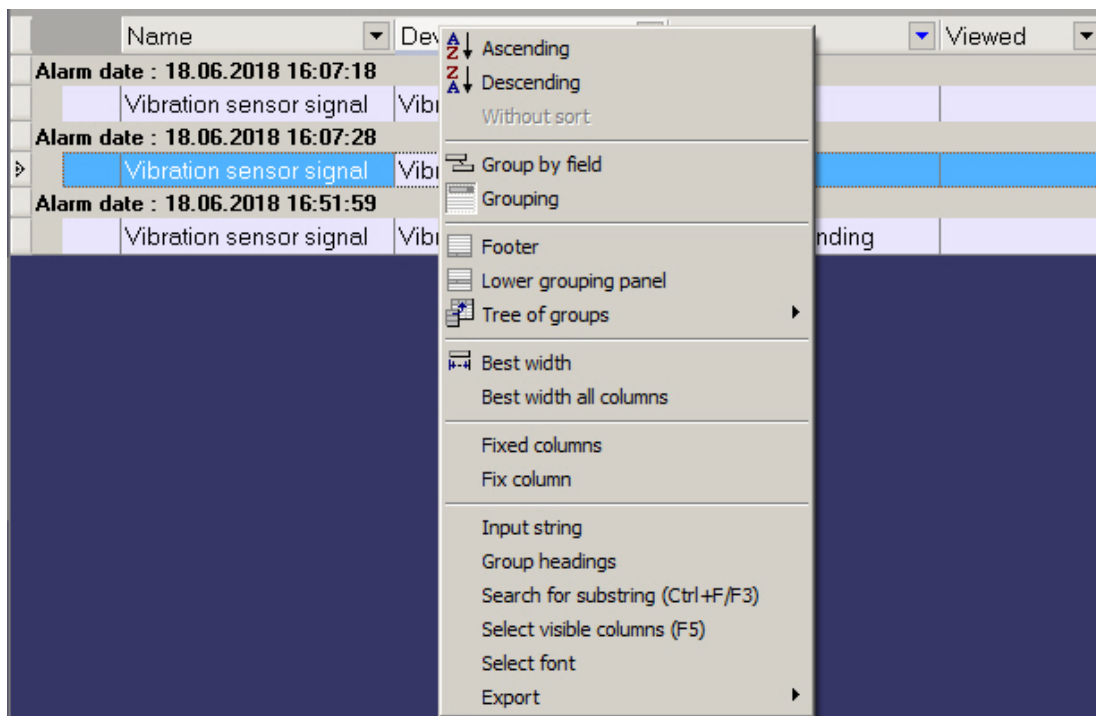 Name Dev Viewed
Alarm date : 18.06.2018 16:07:18
Vibration sensor signal Vib
Alarm date : 18.06.2018 16:07:28
Vibration sensor signal Vib
Alarm date : 18.06.2018 16:51:59
Vibration sensor signal Vib nding
Ascending
Descending
Without sort
Group by field
Grouping
Footer
Lower grouping panel
Tree of groups
Best width
Best width all columns
Fixed columns
Fix column
Input string
Group headings
Search for substring (Ctrl+F/F3)
Select visible columns (F5)
Select font
Export